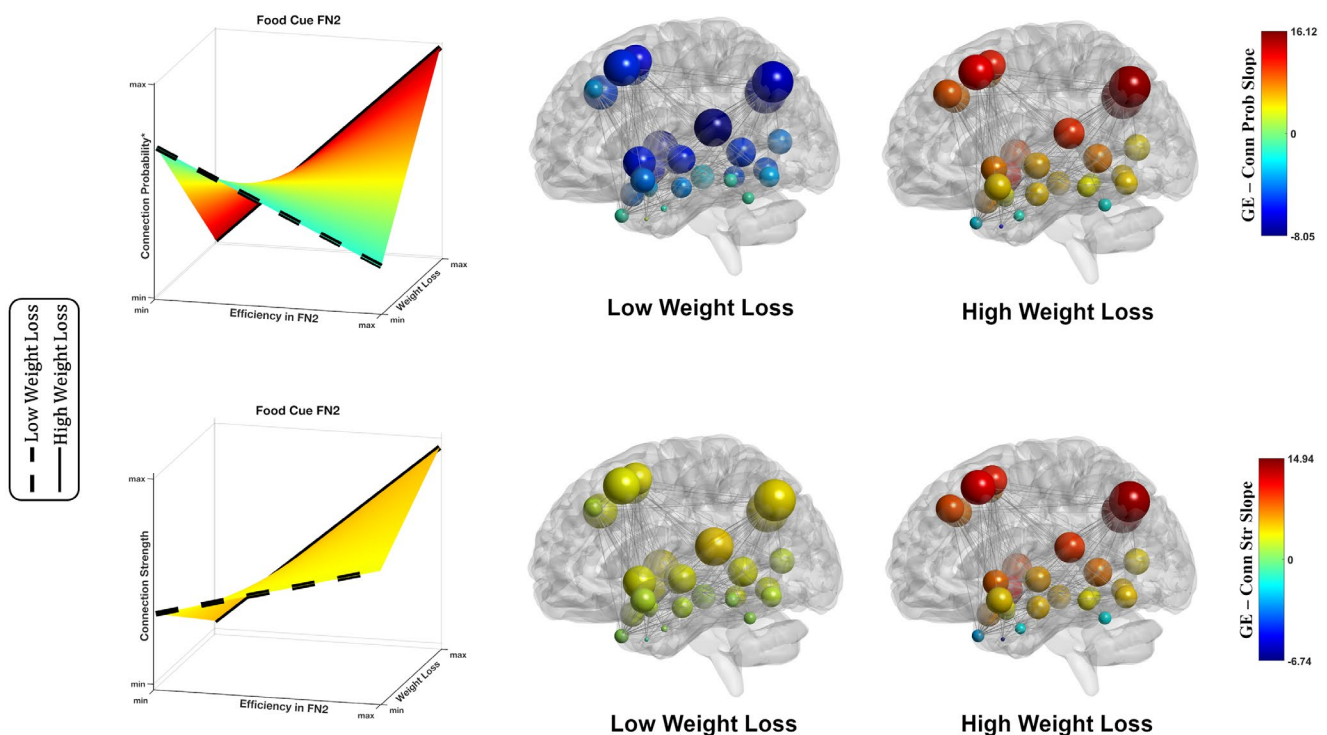 Food Cue FN2
max
Connection Probability*
min
min
Efficiency in FN2
max
min
Weight Loss
max
Low Weight Loss
High Weight Loss
GE – Conn Prob Slope
16.12
0
-8.05
Low Weight Loss
High Weight Loss
Food Cue FN2
max
Connection Strength
min
min
Efficiency in FN2
max
min
Weight Loss
max
Low Weight Loss
High Weight Loss
GE – Conn Str Slope
14.94
0
-6.74